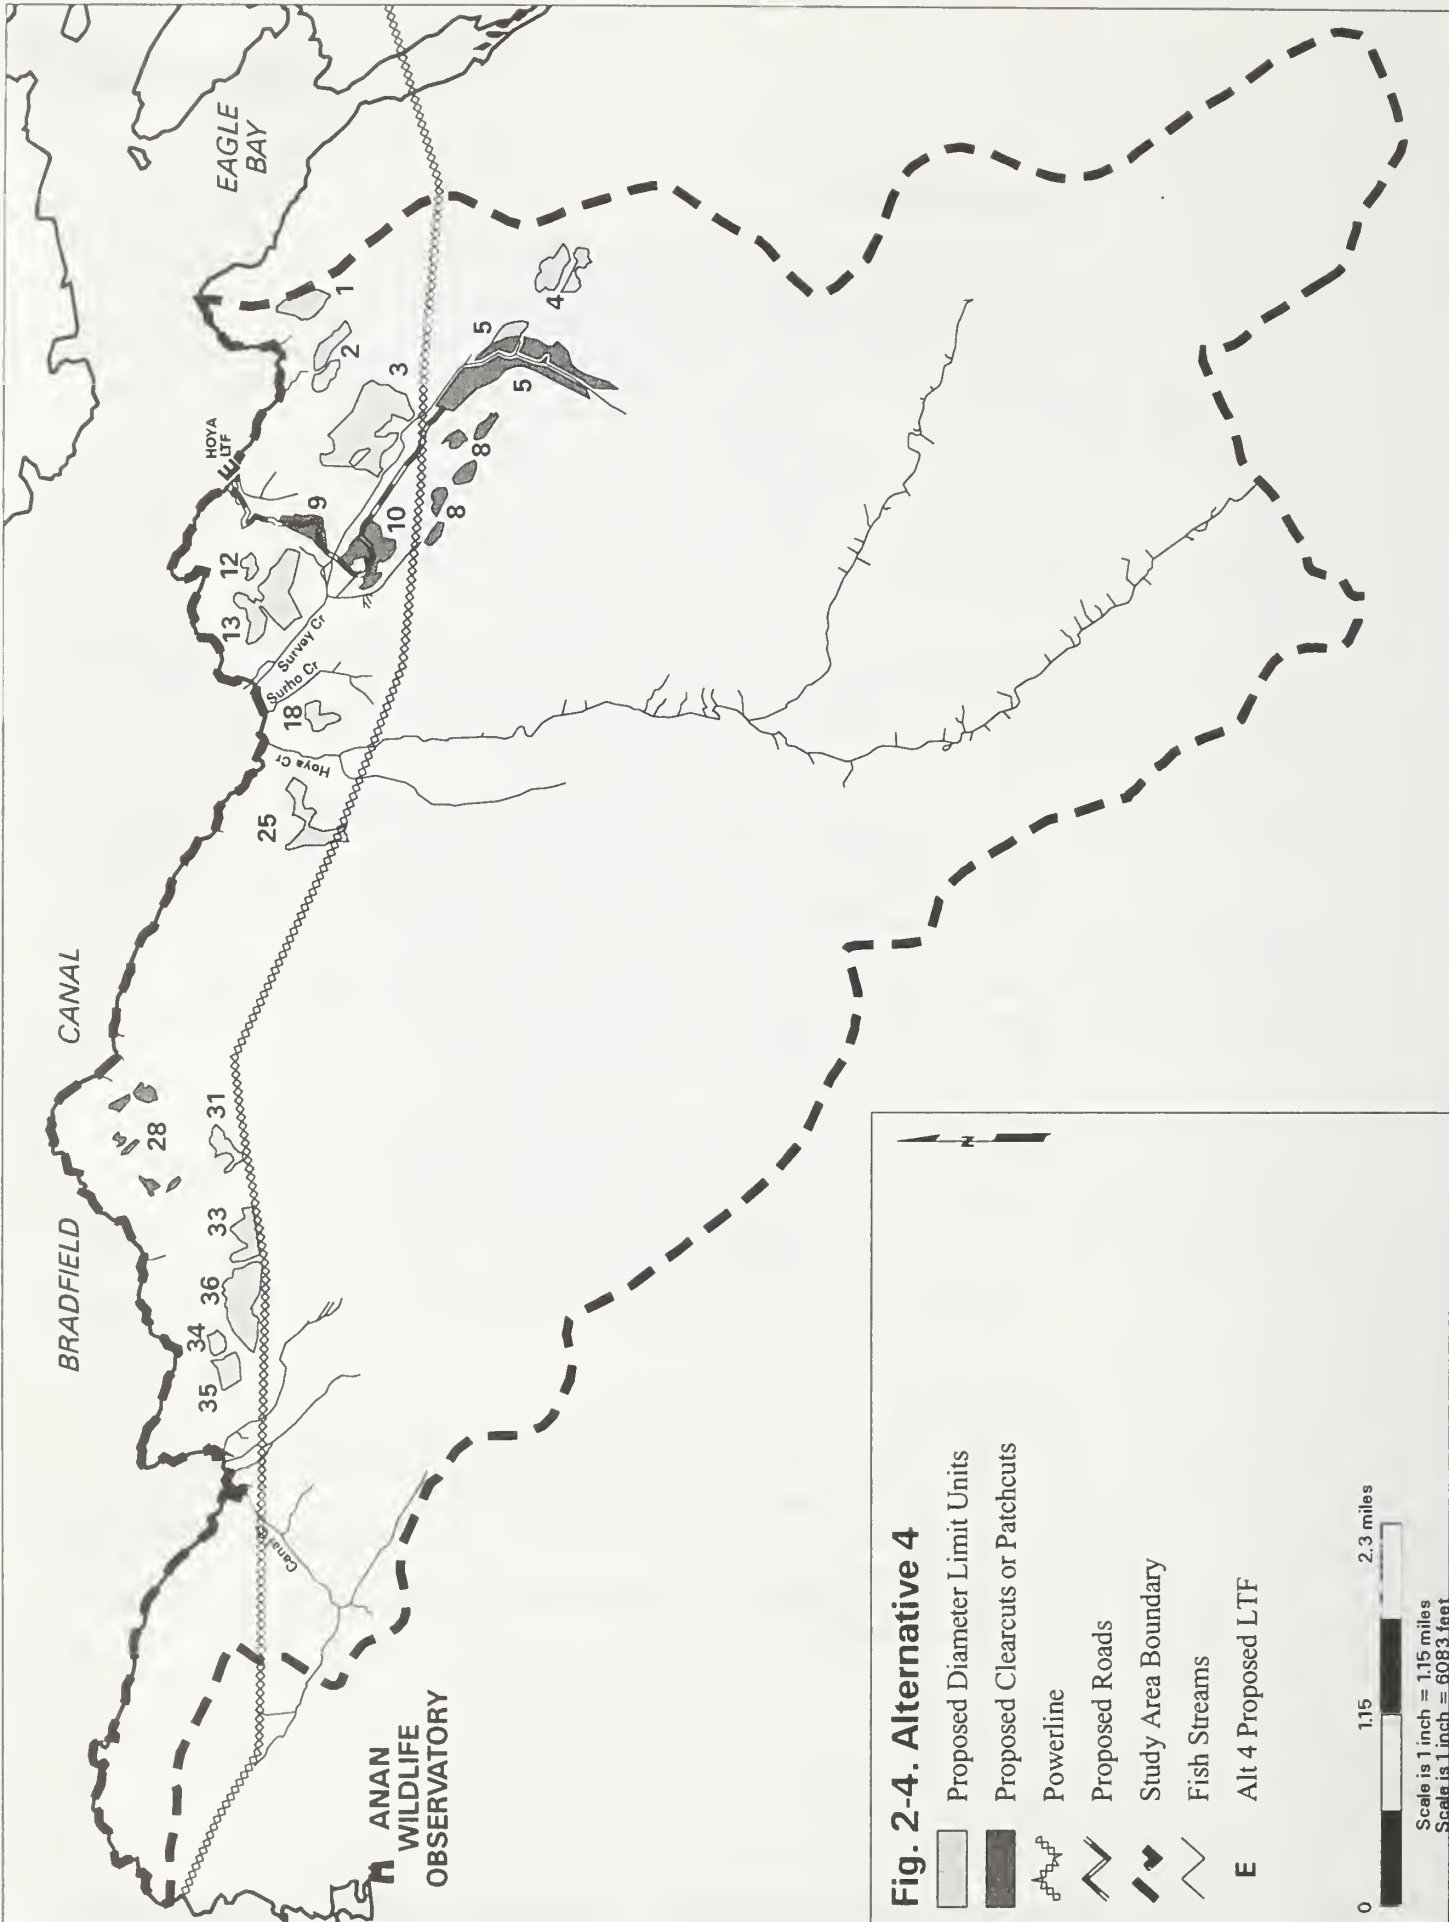 BRADFIELD CANAL
EAGLE
BAY
HOYA
LTF
1
2
3
4
5
5
8
8
9
10
12
13
Survey Cr
Surho Cr
18
Hoya Cr
25
28
31
33
36
34
35
Canal
ANAN
WILDLIFE
OBSERVATORY
Fig. 2-4. Alternative 4
Proposed Diameter Limit Units
Proposed Clearcuts or Patchcuts
Powerline
Proposed Roads
Study Area Boundary
Fish Streams
E Alt 4 Proposed LTF
N
0 1.15 2.3 miles
Scale is 1 inch = 1.15 miles
Scale is 1 inch = 6083 feet